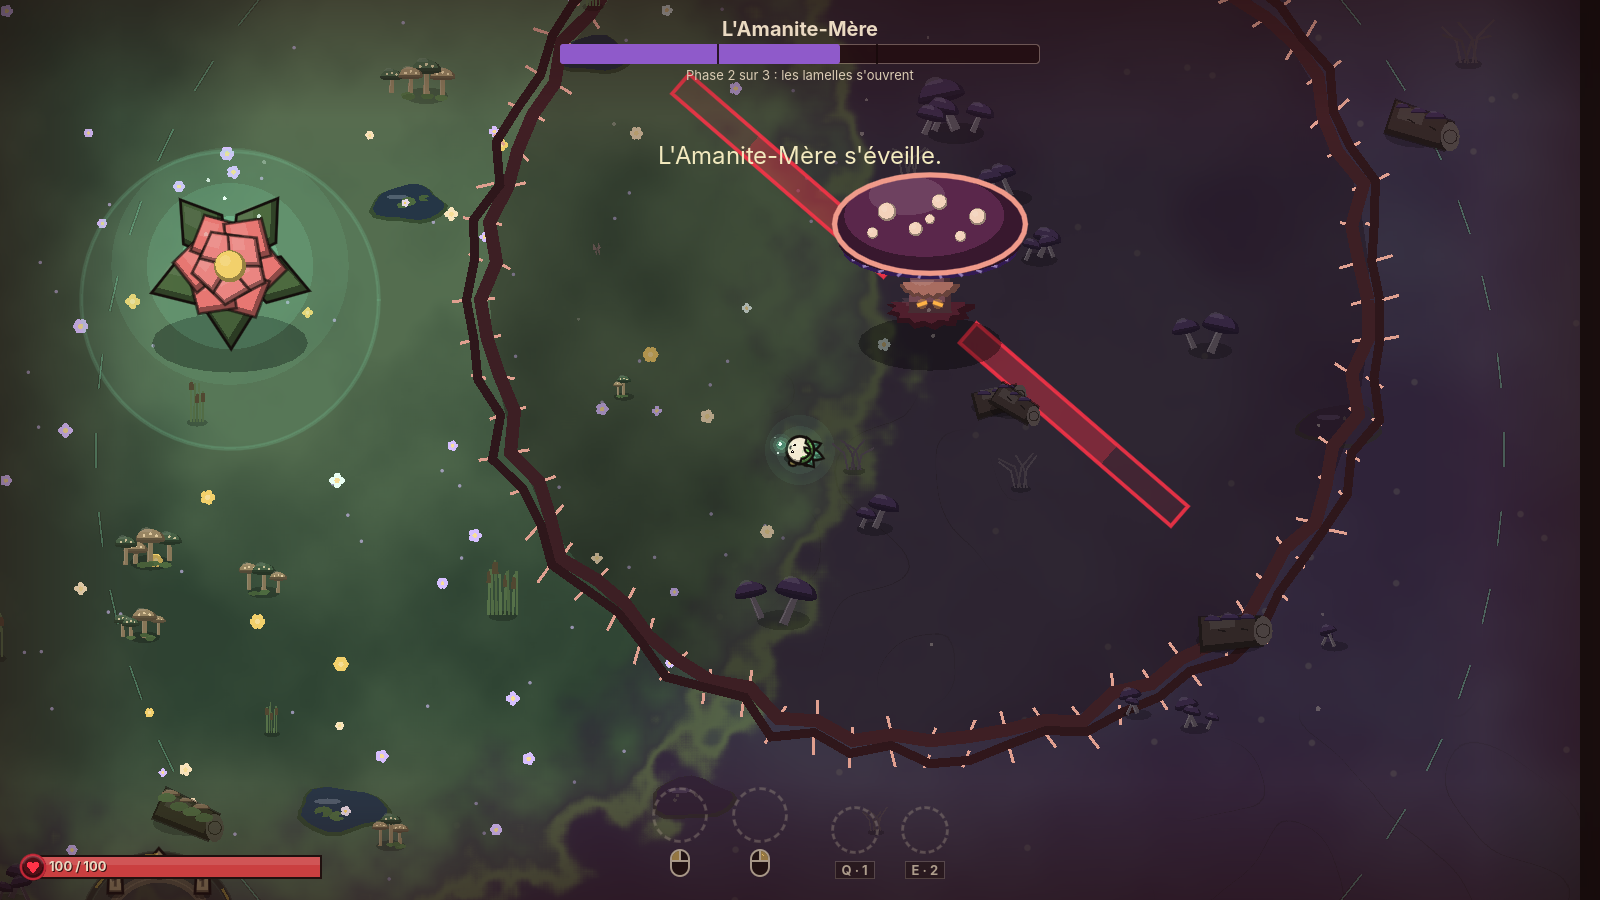 L'Amanite-Mère
Phase 2 sur 3 : les lamelles s'ouvrent
L'Amanite-Mère s'éveille.
100 / 100
Q · 1
E · 2